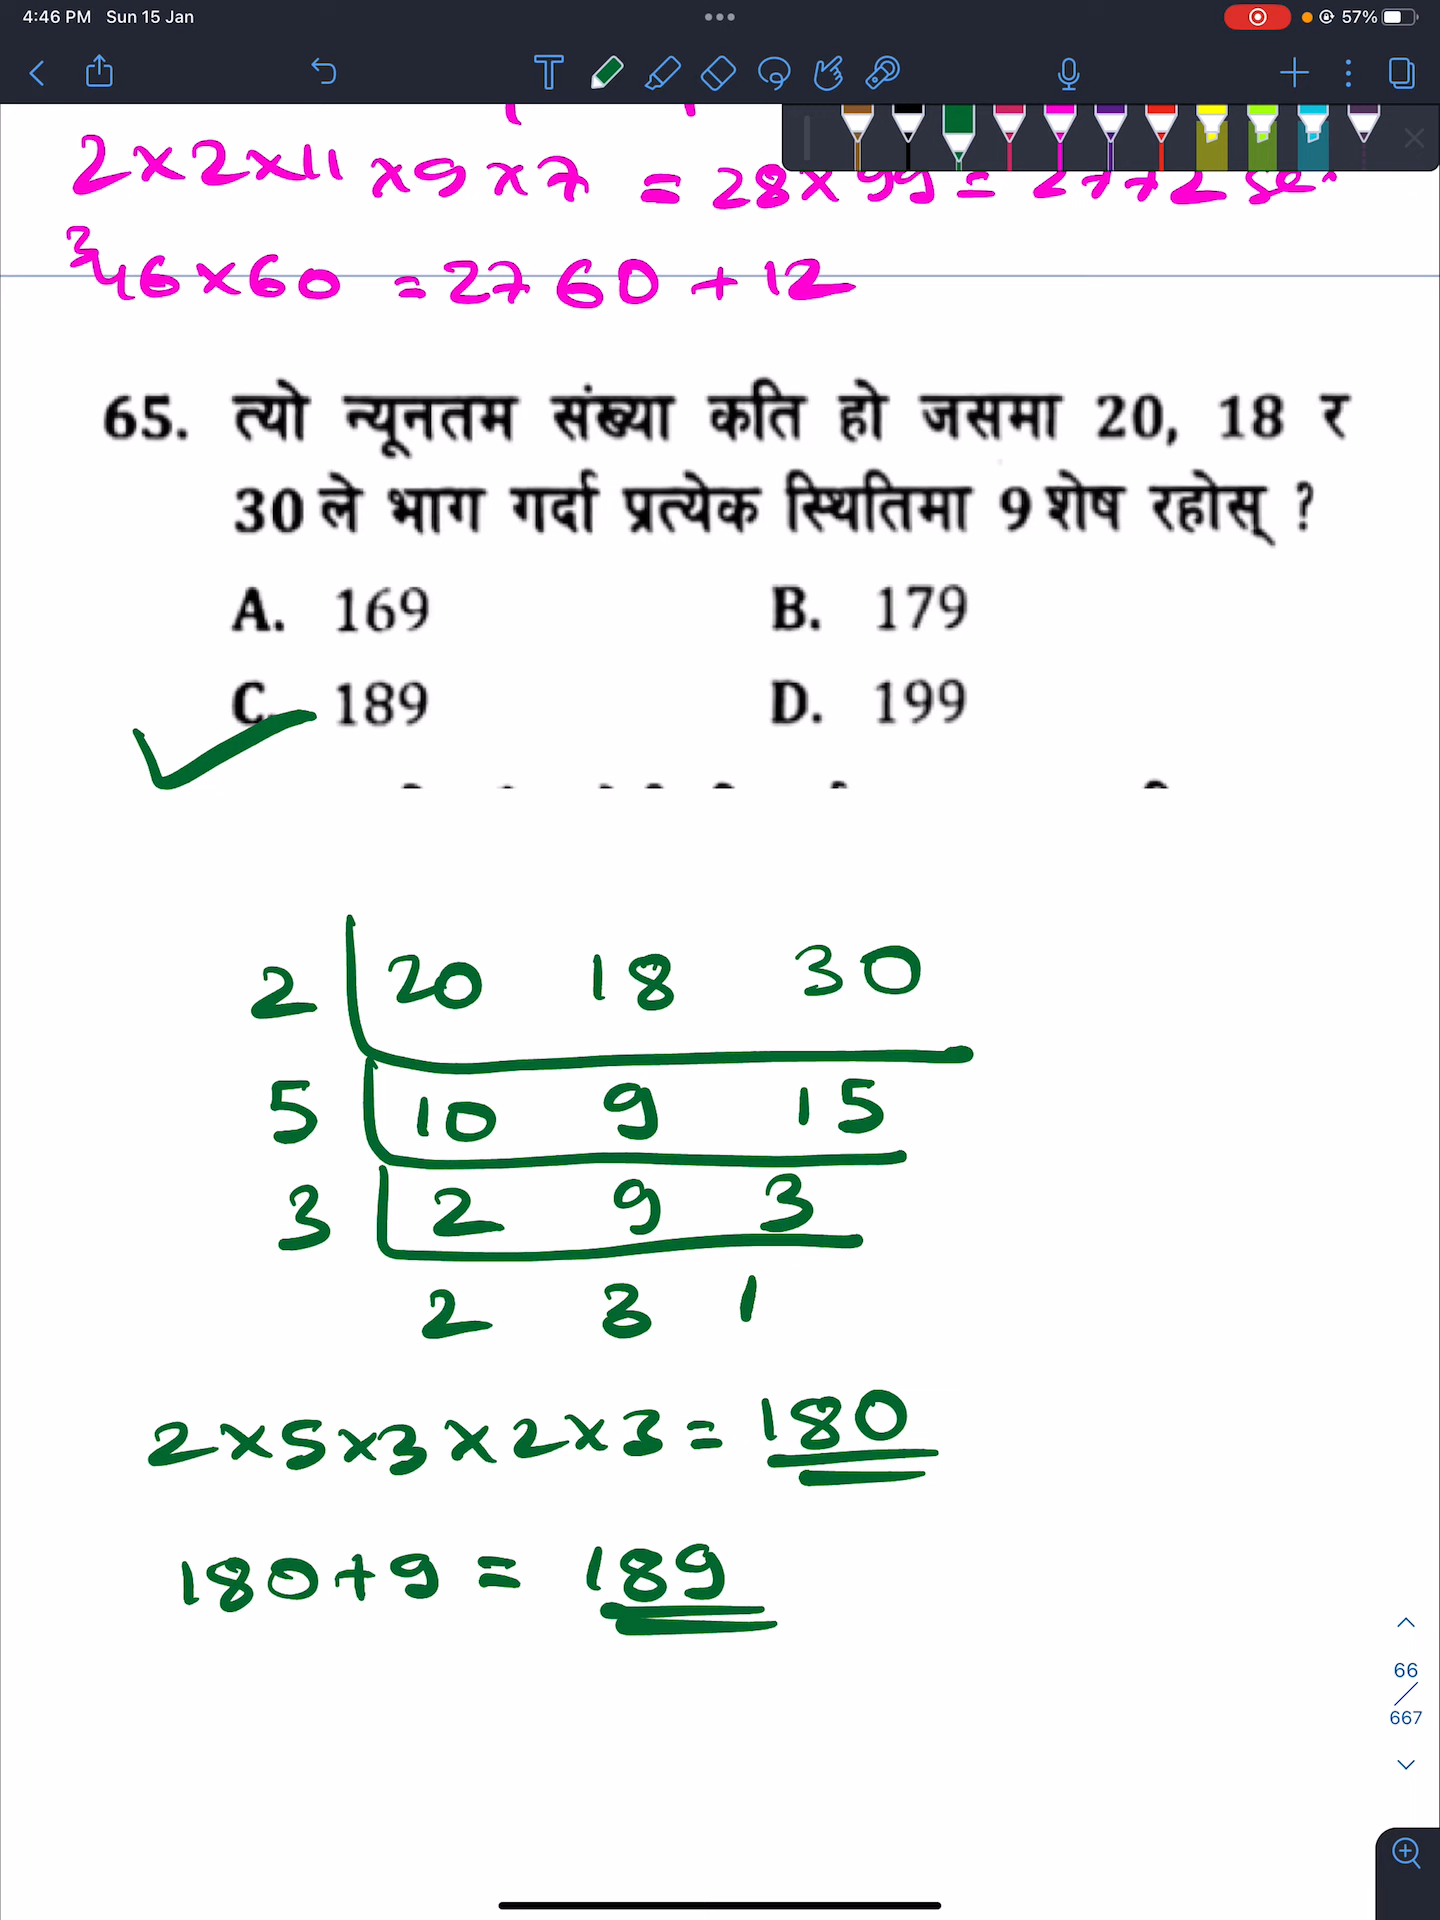 4:46 PM Sun 15 Jan
57%
2×2×11×9×7 = 28×99 = 2772
46×60 = 2760 + 12
65. त्यो न्यूनतम संख्या कति हो जसमा 20, 18 र
30 ले भाग गर्दा प्रत्येक स्थितिमा 9 शेष रहोस् ?
A. 169 B. 179
C. 189 D. 199
2 20 18 30
5 10 9 15
3 2 9 3
2 3 1
2×5×3×2×3 = 180
180+9 = 189
66
/
667